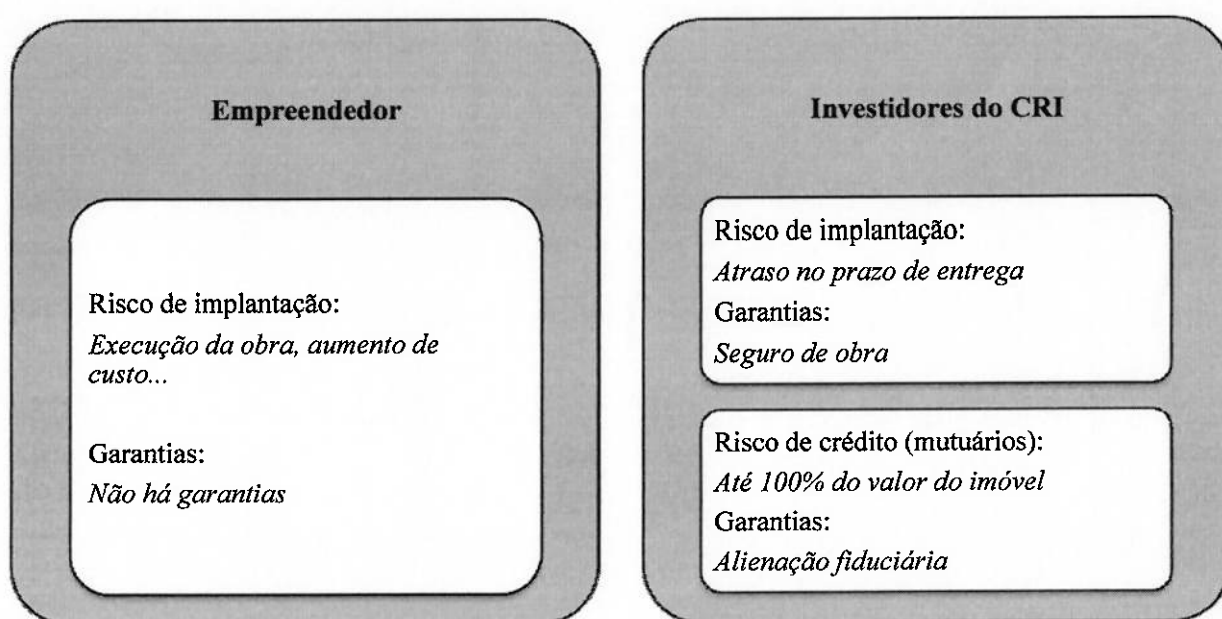 Empreendedor
Risco de implantação:
Execução da obra, aumento de
custo...
Garantias:
Não há garantias
Investidores do CRI
Risco de implantação:
Atraso no prazo de entrega
Garantias:
Seguro de obra
Risco de crédito (mutuários):
Até 100% do valor do imóvel
Garantias:
Alienação fiduciária